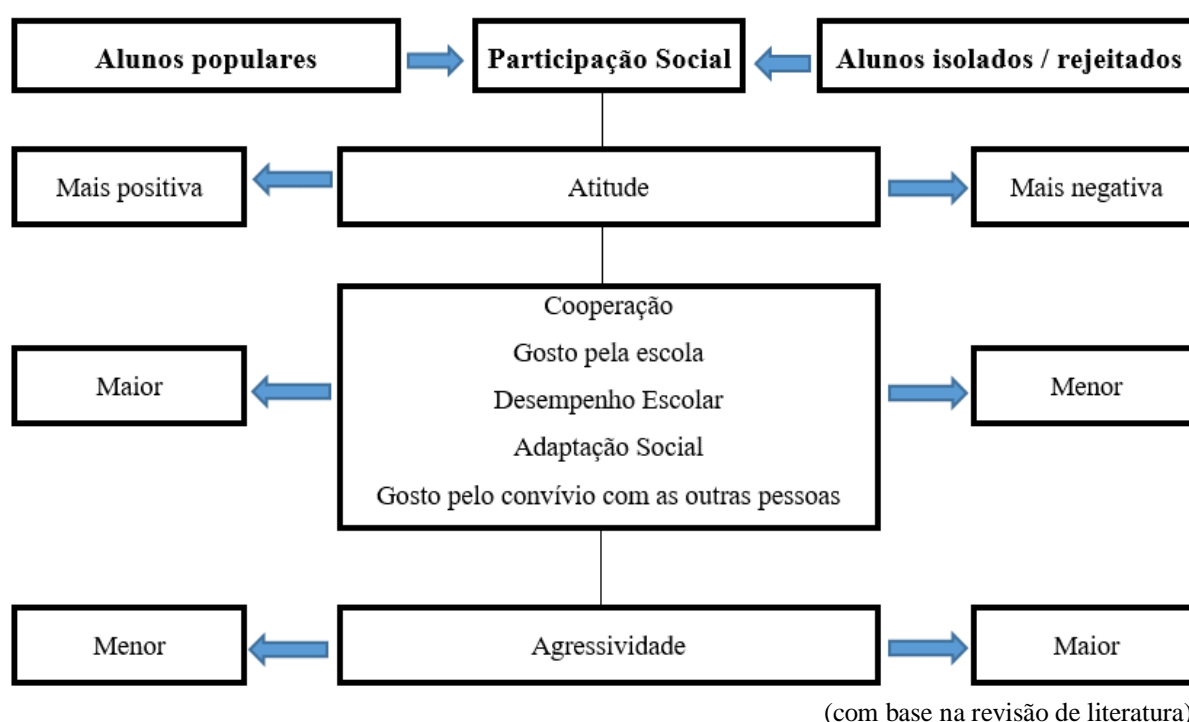 Alunos populares
Participação Social
Alunos isolados / rejeitados
Mais positiva
Atitude
Mais negativa
Cooperação
Gosto pela escola
Maior
Desempenho Escolar
Menor
Adaptação Social
Gosto pelo convívio com as outras pessoas
Menor
Agressividade
Maior
(com base na revisão de literatura)